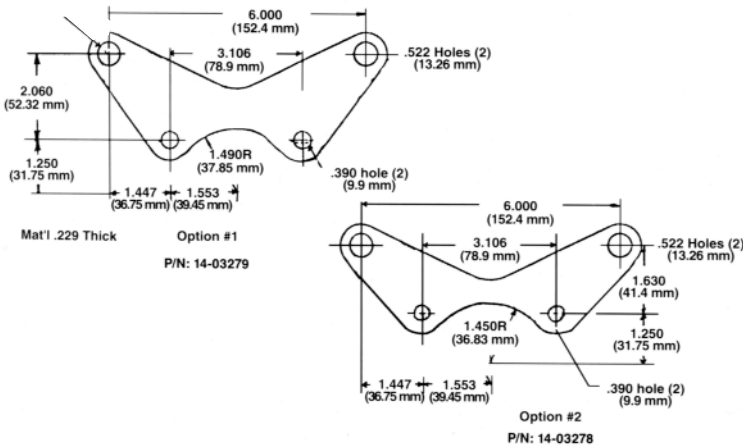 6.000
(152.4 mm)
3.106
(78.9 mm)
.522 Holes (2)
(13.26 mm)
2.060
(52.32 mm)
1.250
(31.75 mm)
1.490R
(37.85 mm)
.390 hole (2)
(9.9 mm)
1.447
(36.75 mm)
1.553
(39.45 mm)
Mat'l .229 Thick
Option #1
P/N: 14-03279
6.000
(152.4 mm)
3.106
(78.9 mm)
.522 Holes (2)
(13.26 mm)
1.630
(41.4 mm)
1.450R
(36.83 mm)
1.250
(31.75 mm)
1.447
(36.75 mm)
1.553
(39.45 mm)
.390 hole (2)
(9.9 mm)
Option #2
P/N: 14-03278